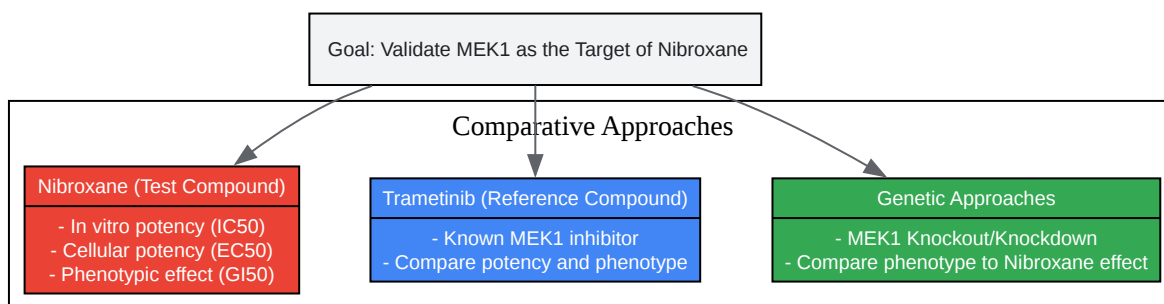 Goal: Validate MEK1 as the Target of Nibroxane
Comparative Approaches
Nibroxane (Test Compound)
- In vitro potency (IC50)
- Cellular potency (EC50)
- Phenotypic effect (GI50)
Trametinib (Reference Compound)
- Known MEK1 inhibitor
- Compare potency and phenotype
Genetic Approaches
- MEK1 Knockout/Knockdown
- Compare phenotype to Nibroxane effect